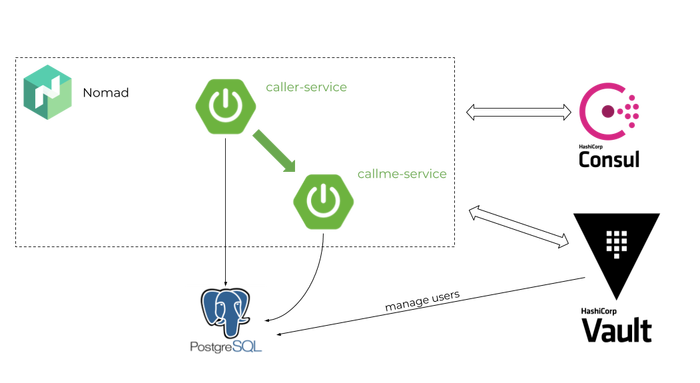 Nomad
caller-service
callme-service
HashiCorp
Consul
manage users
HashiCorp
Vault
PostgreSQL